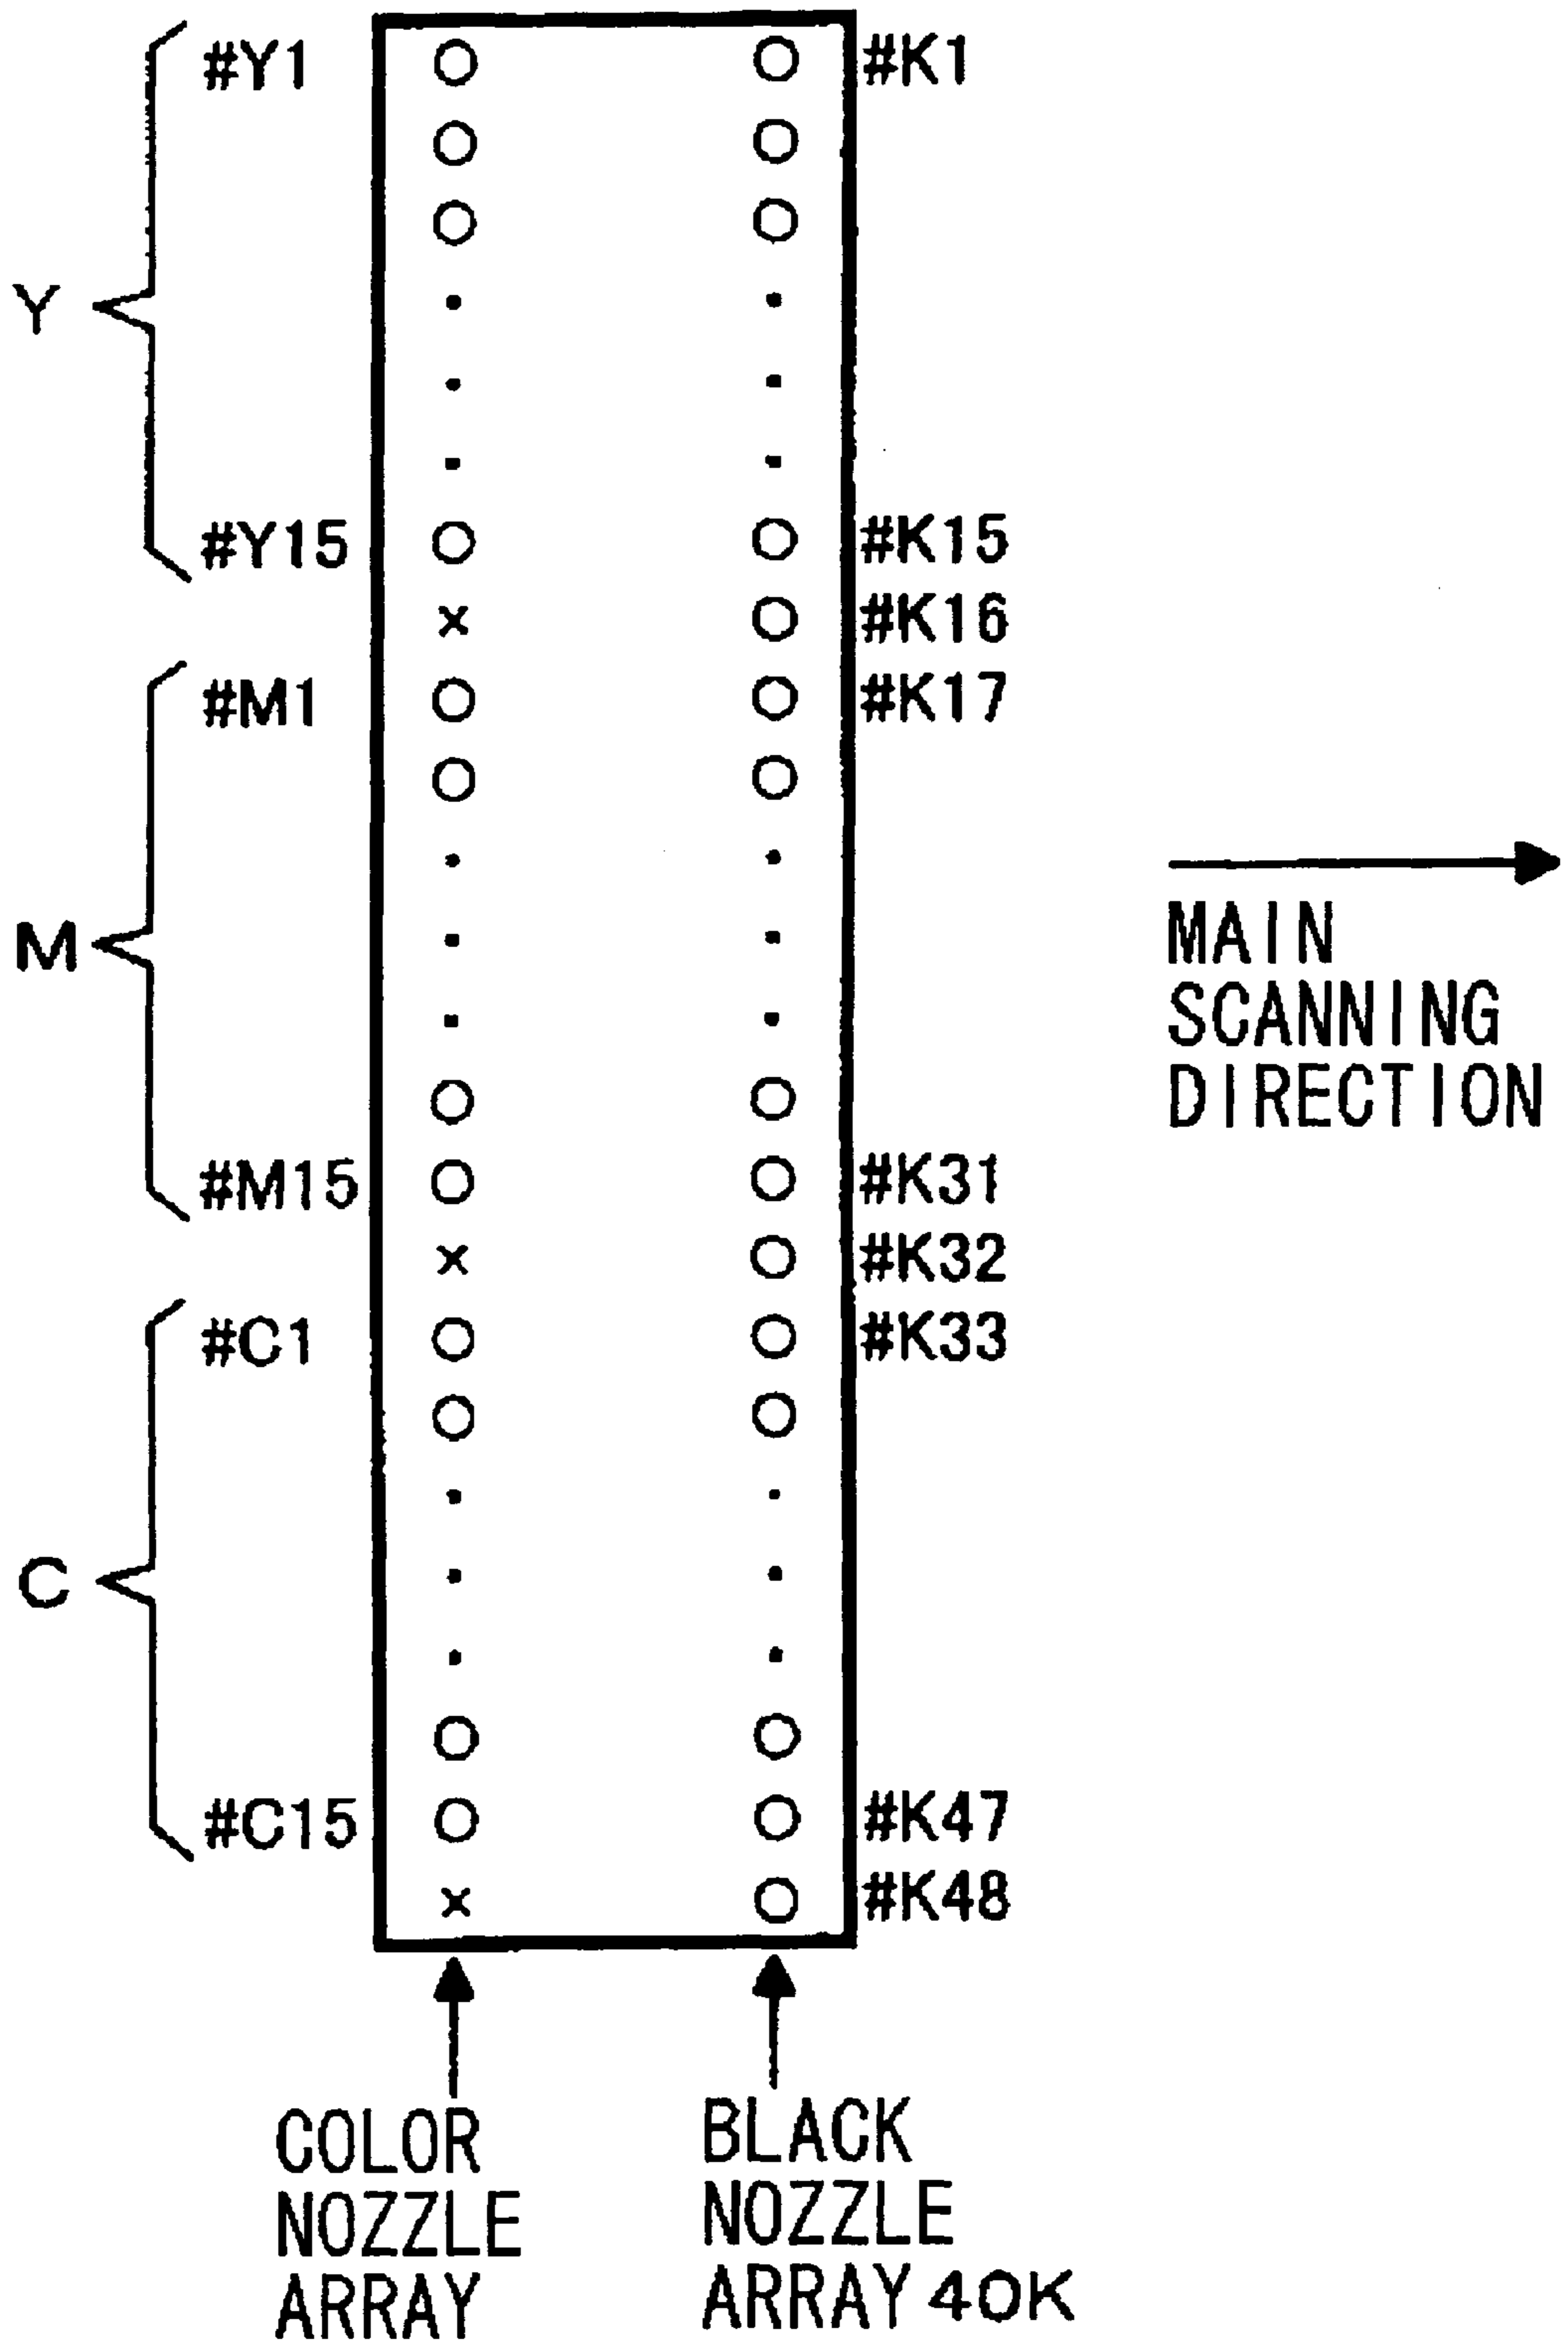 #Y1 #K1
Y
#Y15 #K15
#K16
#M1 #K17
M
MAIN
SCANNING
DIRECTION
#M15 #K31
#K32
#C1 #K33
C
#C15 #K47
#K48
COLOR
NOZZLE
ARRAY
BLACK
NOZZLE
ARRAY 40K